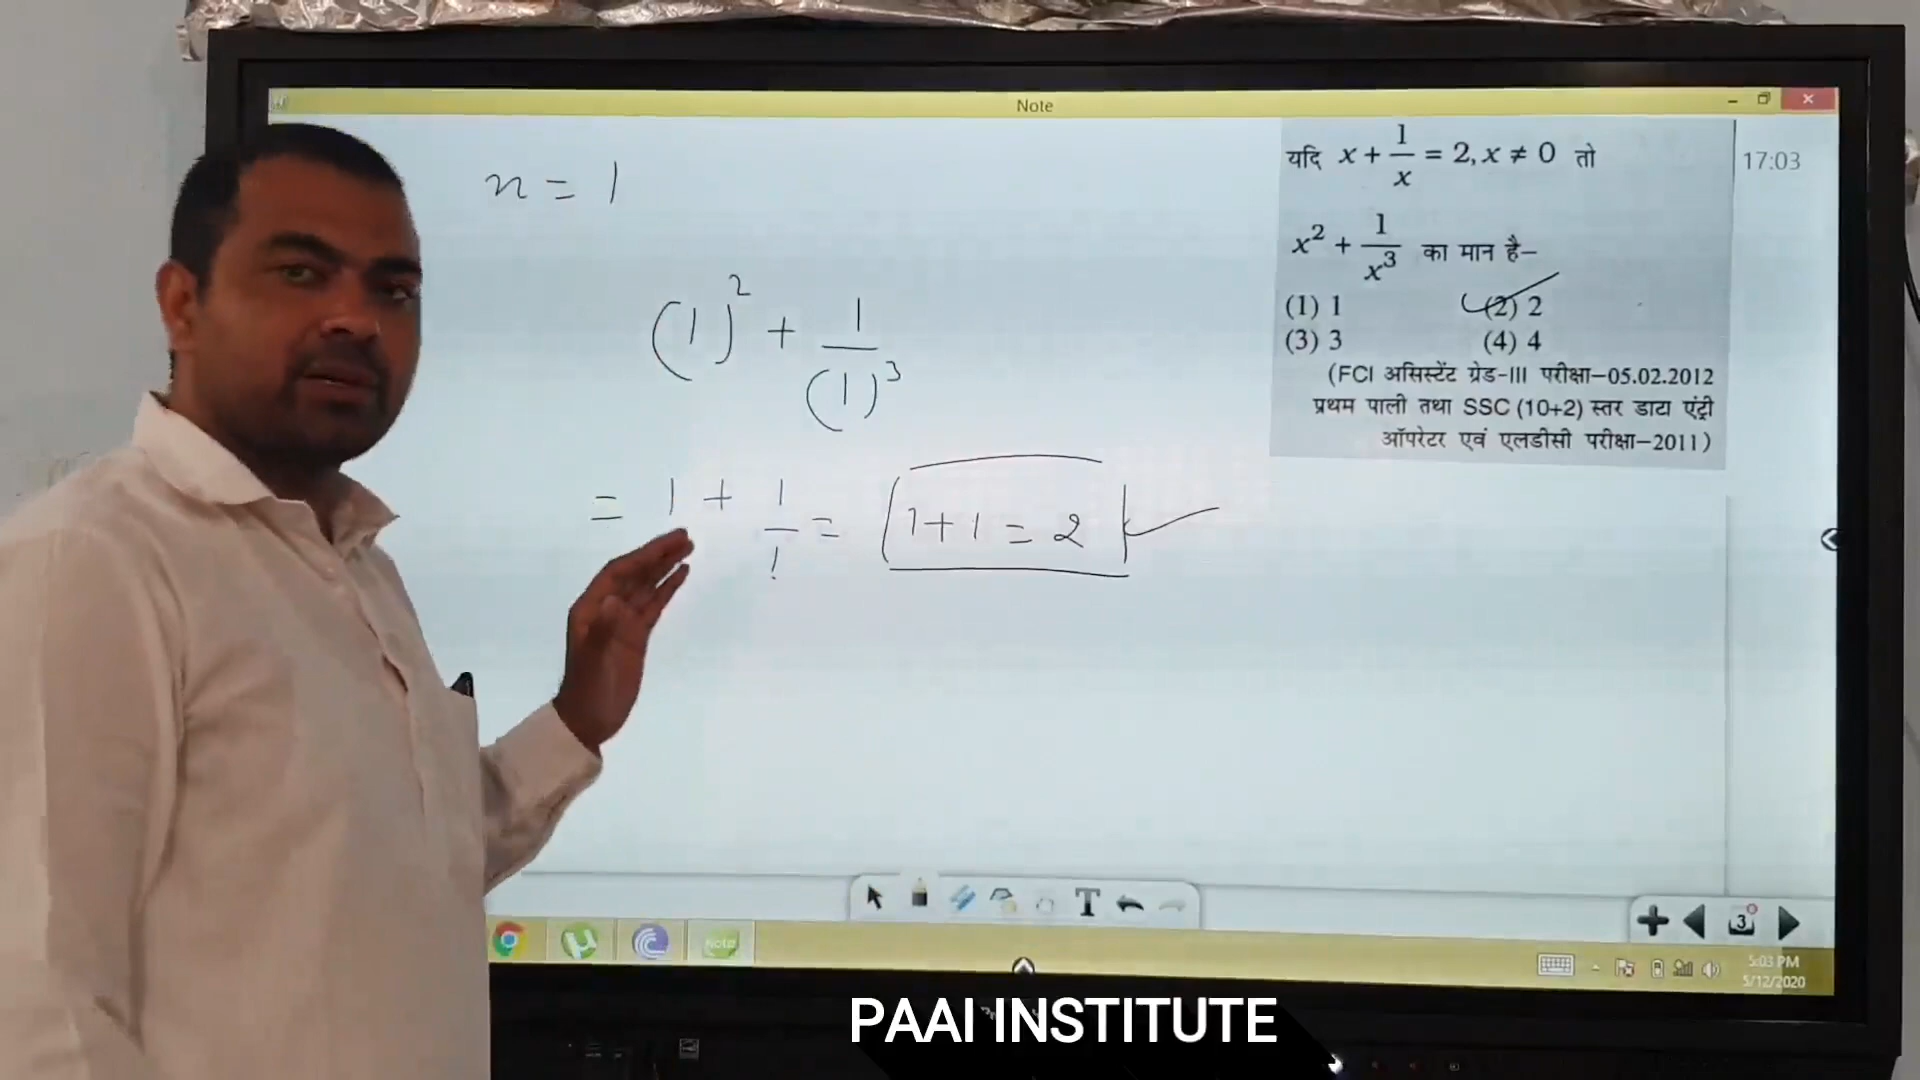 Note
यदि x + 1/x = 2, x ≠ 0 तो
x² + 1/x³ का मान है–
(1) 1 (2) 2
(3) 3 (4) 4
(FCI असिस्टेंट ग्रेड-III परीक्षा–05.02.2012
प्रथम पाली तथा SSC (10+2) स्तर डाटा एंट्री
ऑपरेटर एवं एलडीसी परीक्षा–2011)
17:03
x = 1
(1)² + 1/(1)³
= 1 + 1/1 = 1+1 = 2
T
3
note
5:03 PM
5/12/2020
PAAI INSTITUTE